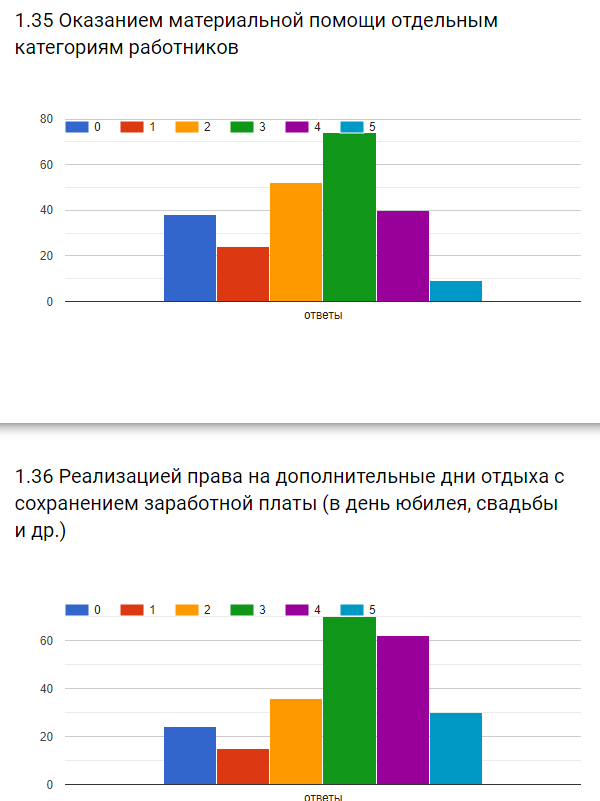 1.35 Оказанием материальной помощи отдельным
категориям работников
80
0 1 2 3 4 5
60
40
20
0
ответы
1.36 Реализацией права на дополнительные дни отдыха с
сохранением заработной платы (в день юбилея, свадьбы
и др.)
0 1 2 3 4 5
60
40
20
0
ответы